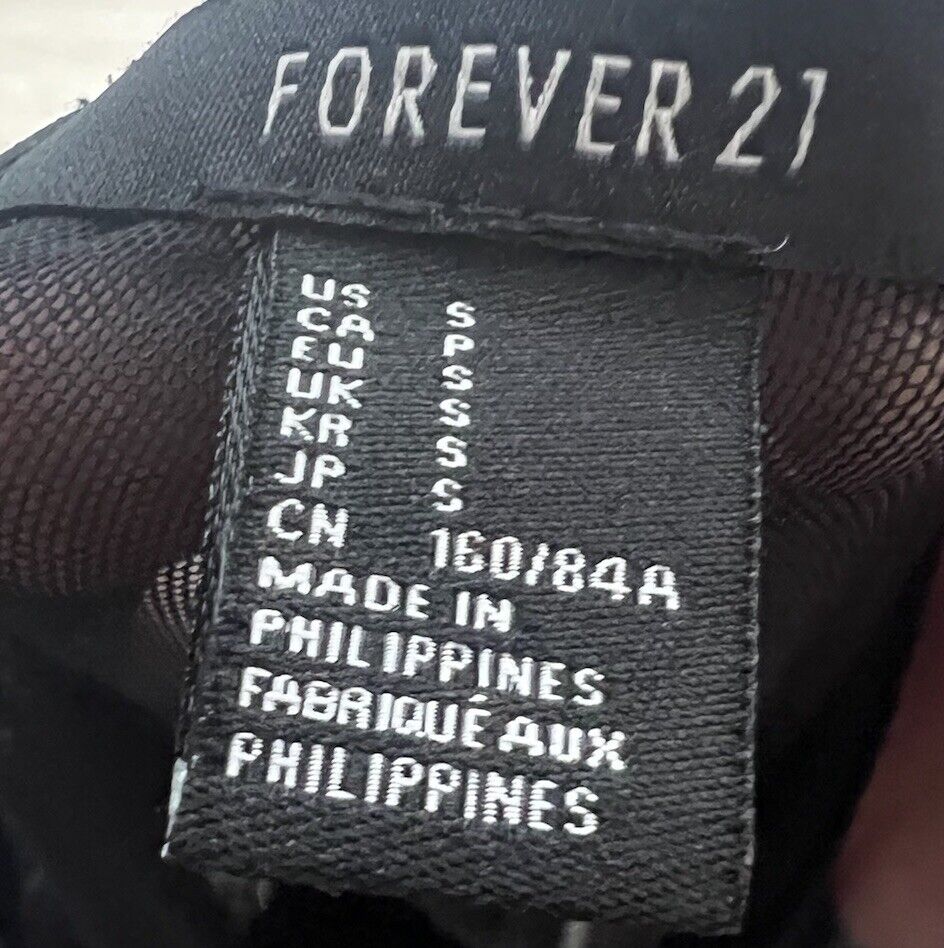 FOREVER 21
US S
CA P
EU S
UK S
KR S
JP S
CN 160/84A
MADE IN
PHILIPPINES
FABRIQUÉ AUX
PHILIPPINES